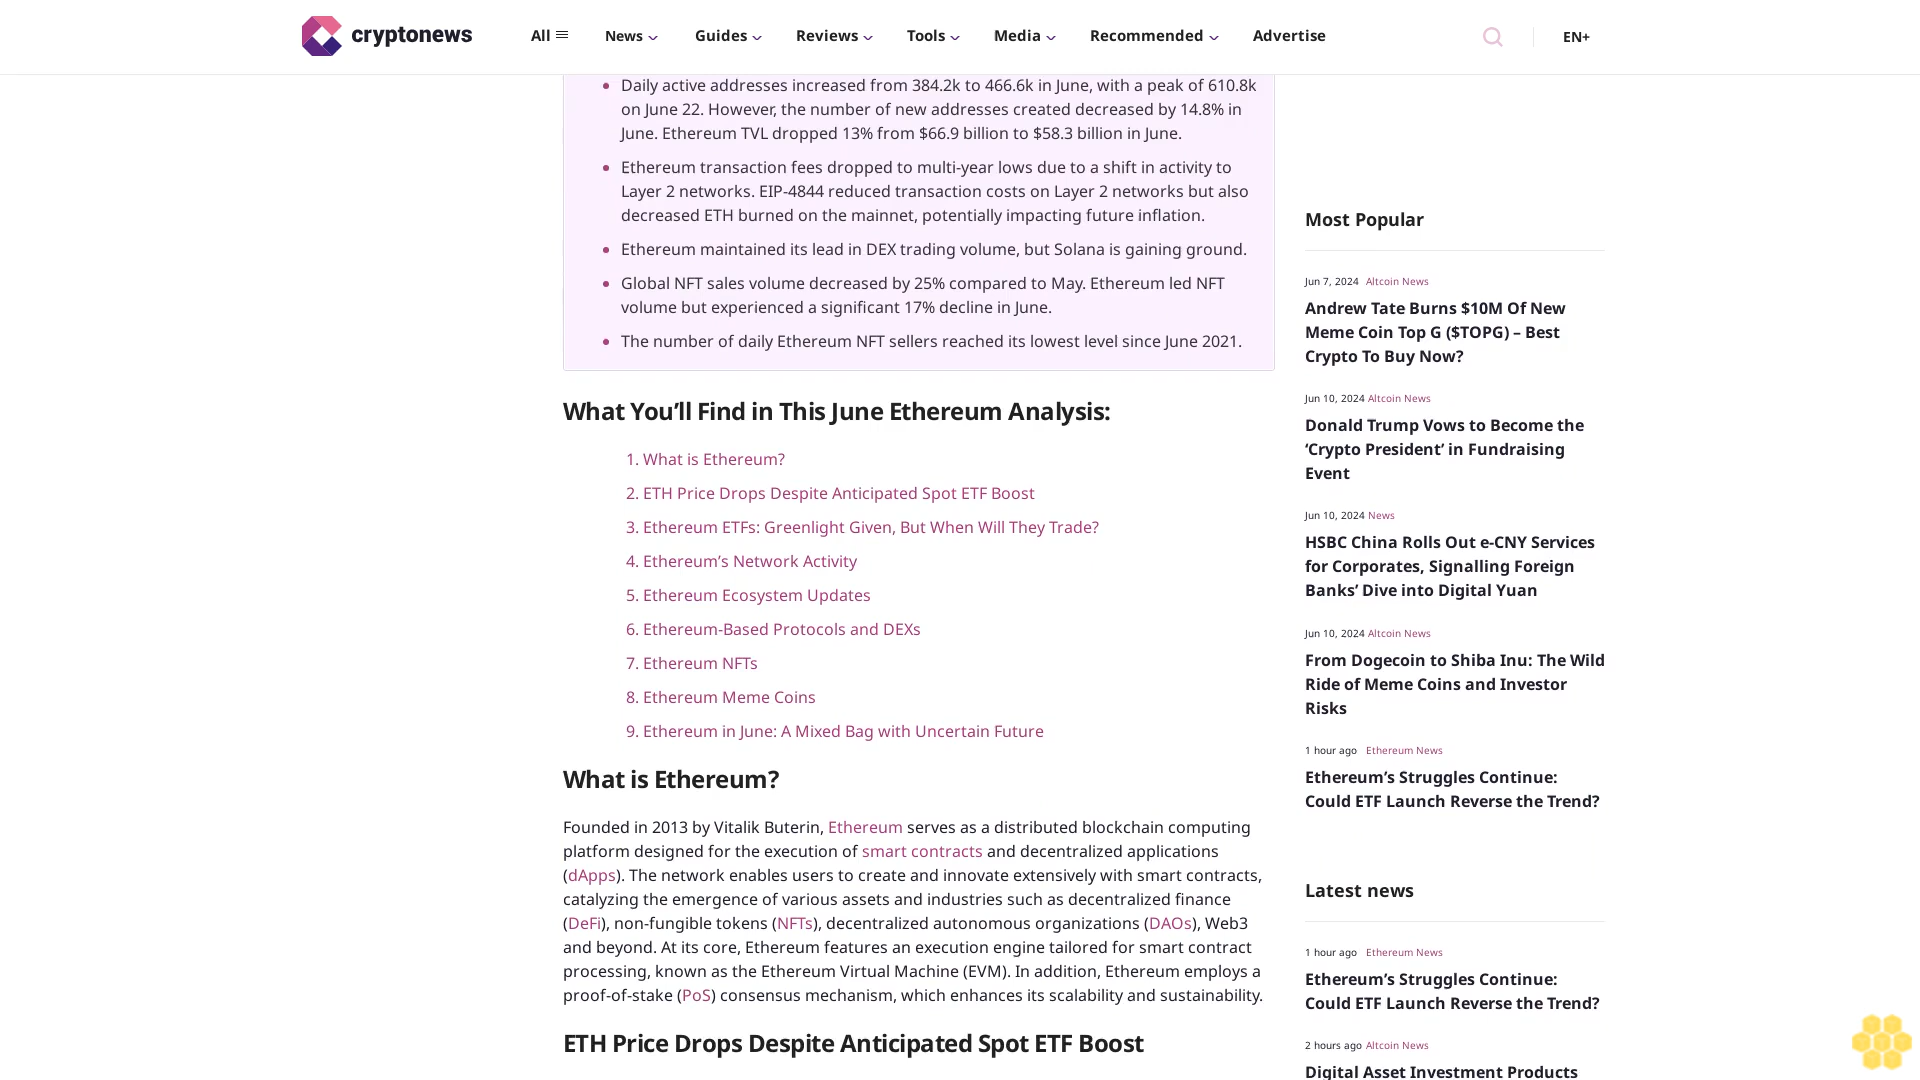 cryptonews
All
News
Guides
Reviews
Tools
Media
Recommended
Advertise
EN+
Daily active addresses increased from 384.2k to 466.6k in June, with a peak of 610.8k
on June 22. However, the number of new addresses created decreased by 14.8% in
June. Ethereum TVL dropped 13% from $66.9 billion to $58.3 billion in June.
Ethereum transaction fees dropped to multi-year lows due to a shift in activity to
Layer 2 networks. EIP-4844 reduced transaction costs on Layer 2 networks but also
decreased ETH burned on the mainnet, potentially impacting future inflation.
Ethereum maintained its lead in DEX trading volume, but Solana is gaining ground.
Global NFT sales volume decreased by 25% compared to May. Ethereum led NFT
volume but experienced a significant 17% decline in June.
The number of daily Ethereum NFT sellers reached its lowest level since June 2021.
What You’ll Find in This June Ethereum Analysis:
1. What is Ethereum?
2. ETH Price Drops Despite Anticipated Spot ETF Boost
3. Ethereum ETFs: Greenlight Given, But When Will They Trade?
4. Ethereum’s Network Activity
5. Ethereum Ecosystem Updates
6. Ethereum-Based Protocols and DEXs
7. Ethereum NFTs
8. Ethereum Meme Coins
9. Ethereum in June: A Mixed Bag with Uncertain Future
What is Ethereum?
Founded in 2013 by Vitalik Buterin, Ethereum serves as a distributed blockchain computing
platform designed for the execution of smart contracts and decentralized applications
(dApps). The network enables users to create and innovate extensively with smart contracts,
catalyzing the emergence of various assets and industries such as decentralized finance
(DeFi), non-fungible tokens (NFTs), decentralized autonomous organizations (DAOs), Web3
and beyond. At its core, Ethereum features an execution engine tailored for smart contract
processing, known as the Ethereum Virtual Machine (EVM). In addition, Ethereum employs a
proof-of-stake (PoS) consensus mechanism, which enhances its scalability and sustainability.
ETH Price Drops Despite Anticipated Spot ETF Boost
Most Popular
Jun 7, 2024 Altcoin News
Andrew Tate Burns $10M Of New
Meme Coin Top G ($TOPG) – Best
Crypto To Buy Now?
Jun 10, 2024 Altcoin News
Donald Trump Vows to Become the
‘Crypto President’ in Fundraising
Event
Jun 10, 2024 News
HSBC China Rolls Out e-CNY Services
for Corporates, Signalling Foreign
Banks’ Dive into Digital Yuan
Jun 10, 2024 Altcoin News
From Dogecoin to Shiba Inu: The Wild
Ride of Meme Coins and Investor
Risks
1 hour ago Ethereum News
Ethereum’s Struggles Continue:
Could ETF Launch Reverse the Trend?
Latest news
1 hour ago Ethereum News
Ethereum’s Struggles Continue:
Could ETF Launch Reverse the Trend?
2 hours ago Altcoin News
Digital Asset Investment Products